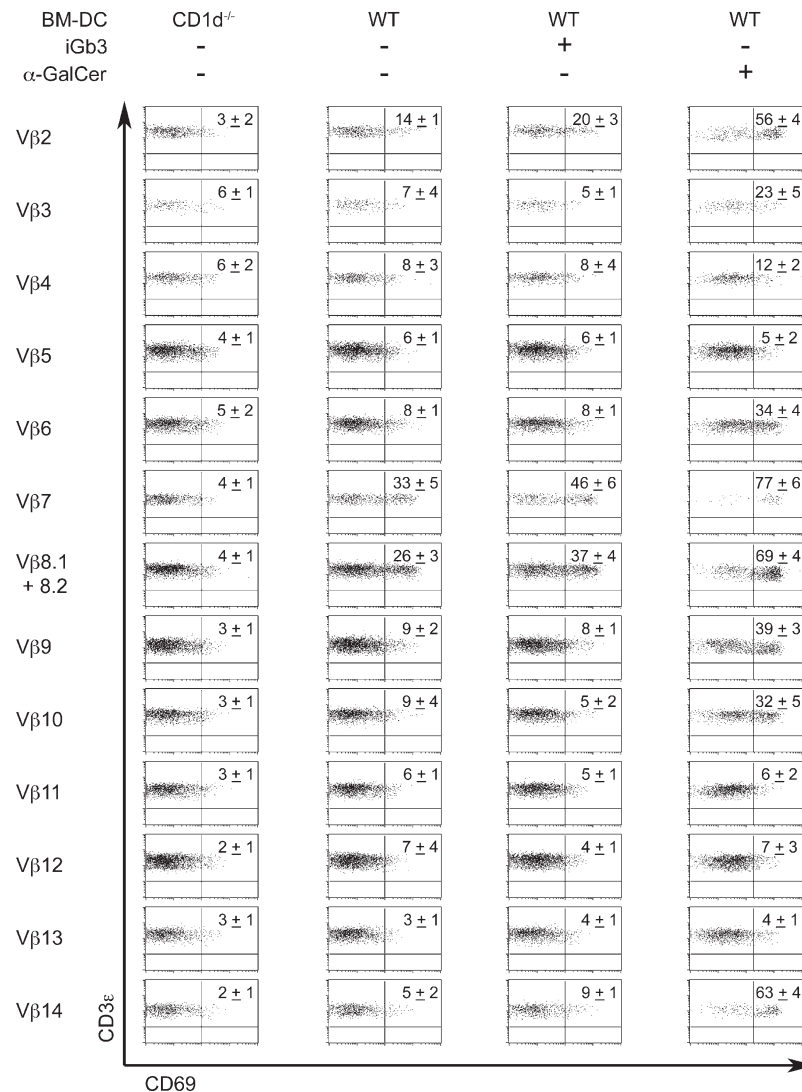 BM-DC CD1d-/- WT WT WT
iGb3 - - + -
α-GalCer - - - +
Vβ2 3 ± 2 14 ± 1 20 ± 3 56 ± 4
Vβ3 6 ± 1 7 ± 4 5 ± 1 23 ± 5
Vβ4 6 ± 2 8 ± 3 8 ± 4 12 ± 2
Vβ5 4 ± 1 6 ± 1 6 ± 1 5 ± 2
Vβ6 5 ± 2 8 ± 1 8 ± 1 34 ± 4
Vβ7 4 ± 1 33 ± 5 46 ± 6 77 ± 6
Vβ8.1 4 ± 1 26 ± 3 37 ± 4 69 ± 4
+ 8.2
Vβ9 3 ± 1 9 ± 2 8 ± 1 39 ± 3
Vβ10 3 ± 1 9 ± 4 5 ± 2 32 ± 5
Vβ11 3 ± 1 6 ± 1 5 ± 1 6 ± 2
Vβ12 2 ± 1 7 ± 4 4 ± 1 7 ± 3
Vβ13 3 ± 1 3 ± 1 4 ± 1 4 ± 1
Vβ14 2 ± 1 5 ± 2 9 ± 1 63 ± 4
CD3ε
CD69